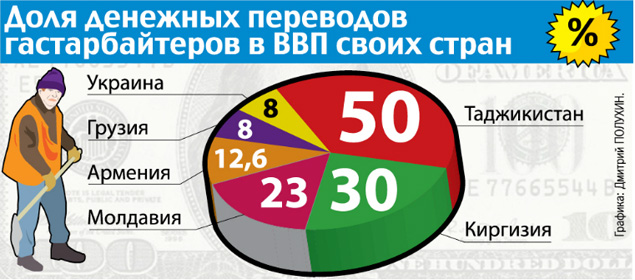 Доля денежных переводов
гастарбайтеров в ВВП своих стран
%
Украина
Грузия
Армения
Молдавия
8
8
12,6
23
50
30
Таджикистан
Киргизия
Графика: Дмитрий ПОЛУХИН.
E 77665544 B